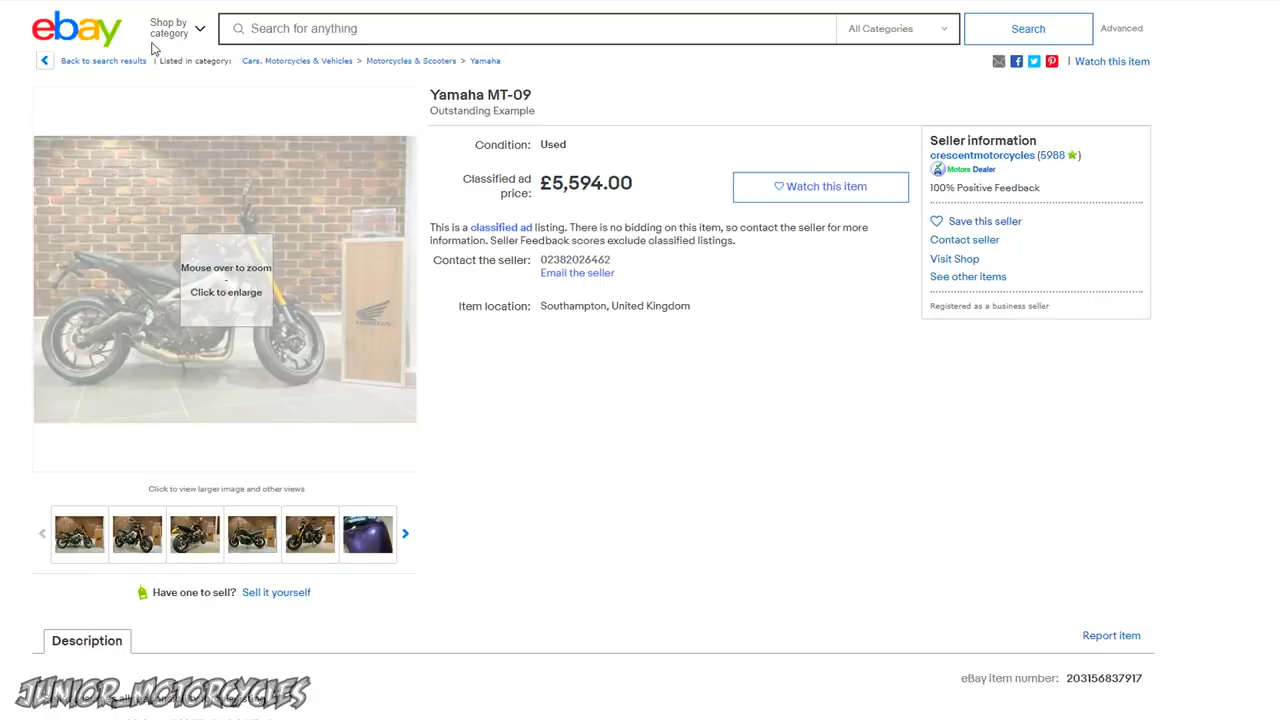 ebay
Shop by
category
Search for anything
All Categories
Search
Advanced
Back to search results | Listed in category: Cars, Motorcycles & Vehicles > Motorcycles & Scooters > Yamaha
| Watch this item
Yamaha MT-09
Outstanding Example
Condition: Used
Classified ad
price: £5,594.00
Watch this item
This is a classified ad listing. There is no bidding on this item, so contact the seller for more
information. Seller Feedback scores exclude classified listings.
Contact the seller: 02382026462
Email the seller
Item location: Southampton, United Kingdom
Seller information
crescentmotorcycles (5988)
Motors Dealer
100% Positive Feedback
Save this seller
Contact seller
Visit Shop
See other items
Registered as a business seller
Mouse over to zoom
-
Click to enlarge
HONDA
Click to view larger image and other views
Have one to sell? Sell it yourself
Description
Report item
eBay item number: 203156837917
JUNIOR_MOTORCYCLES